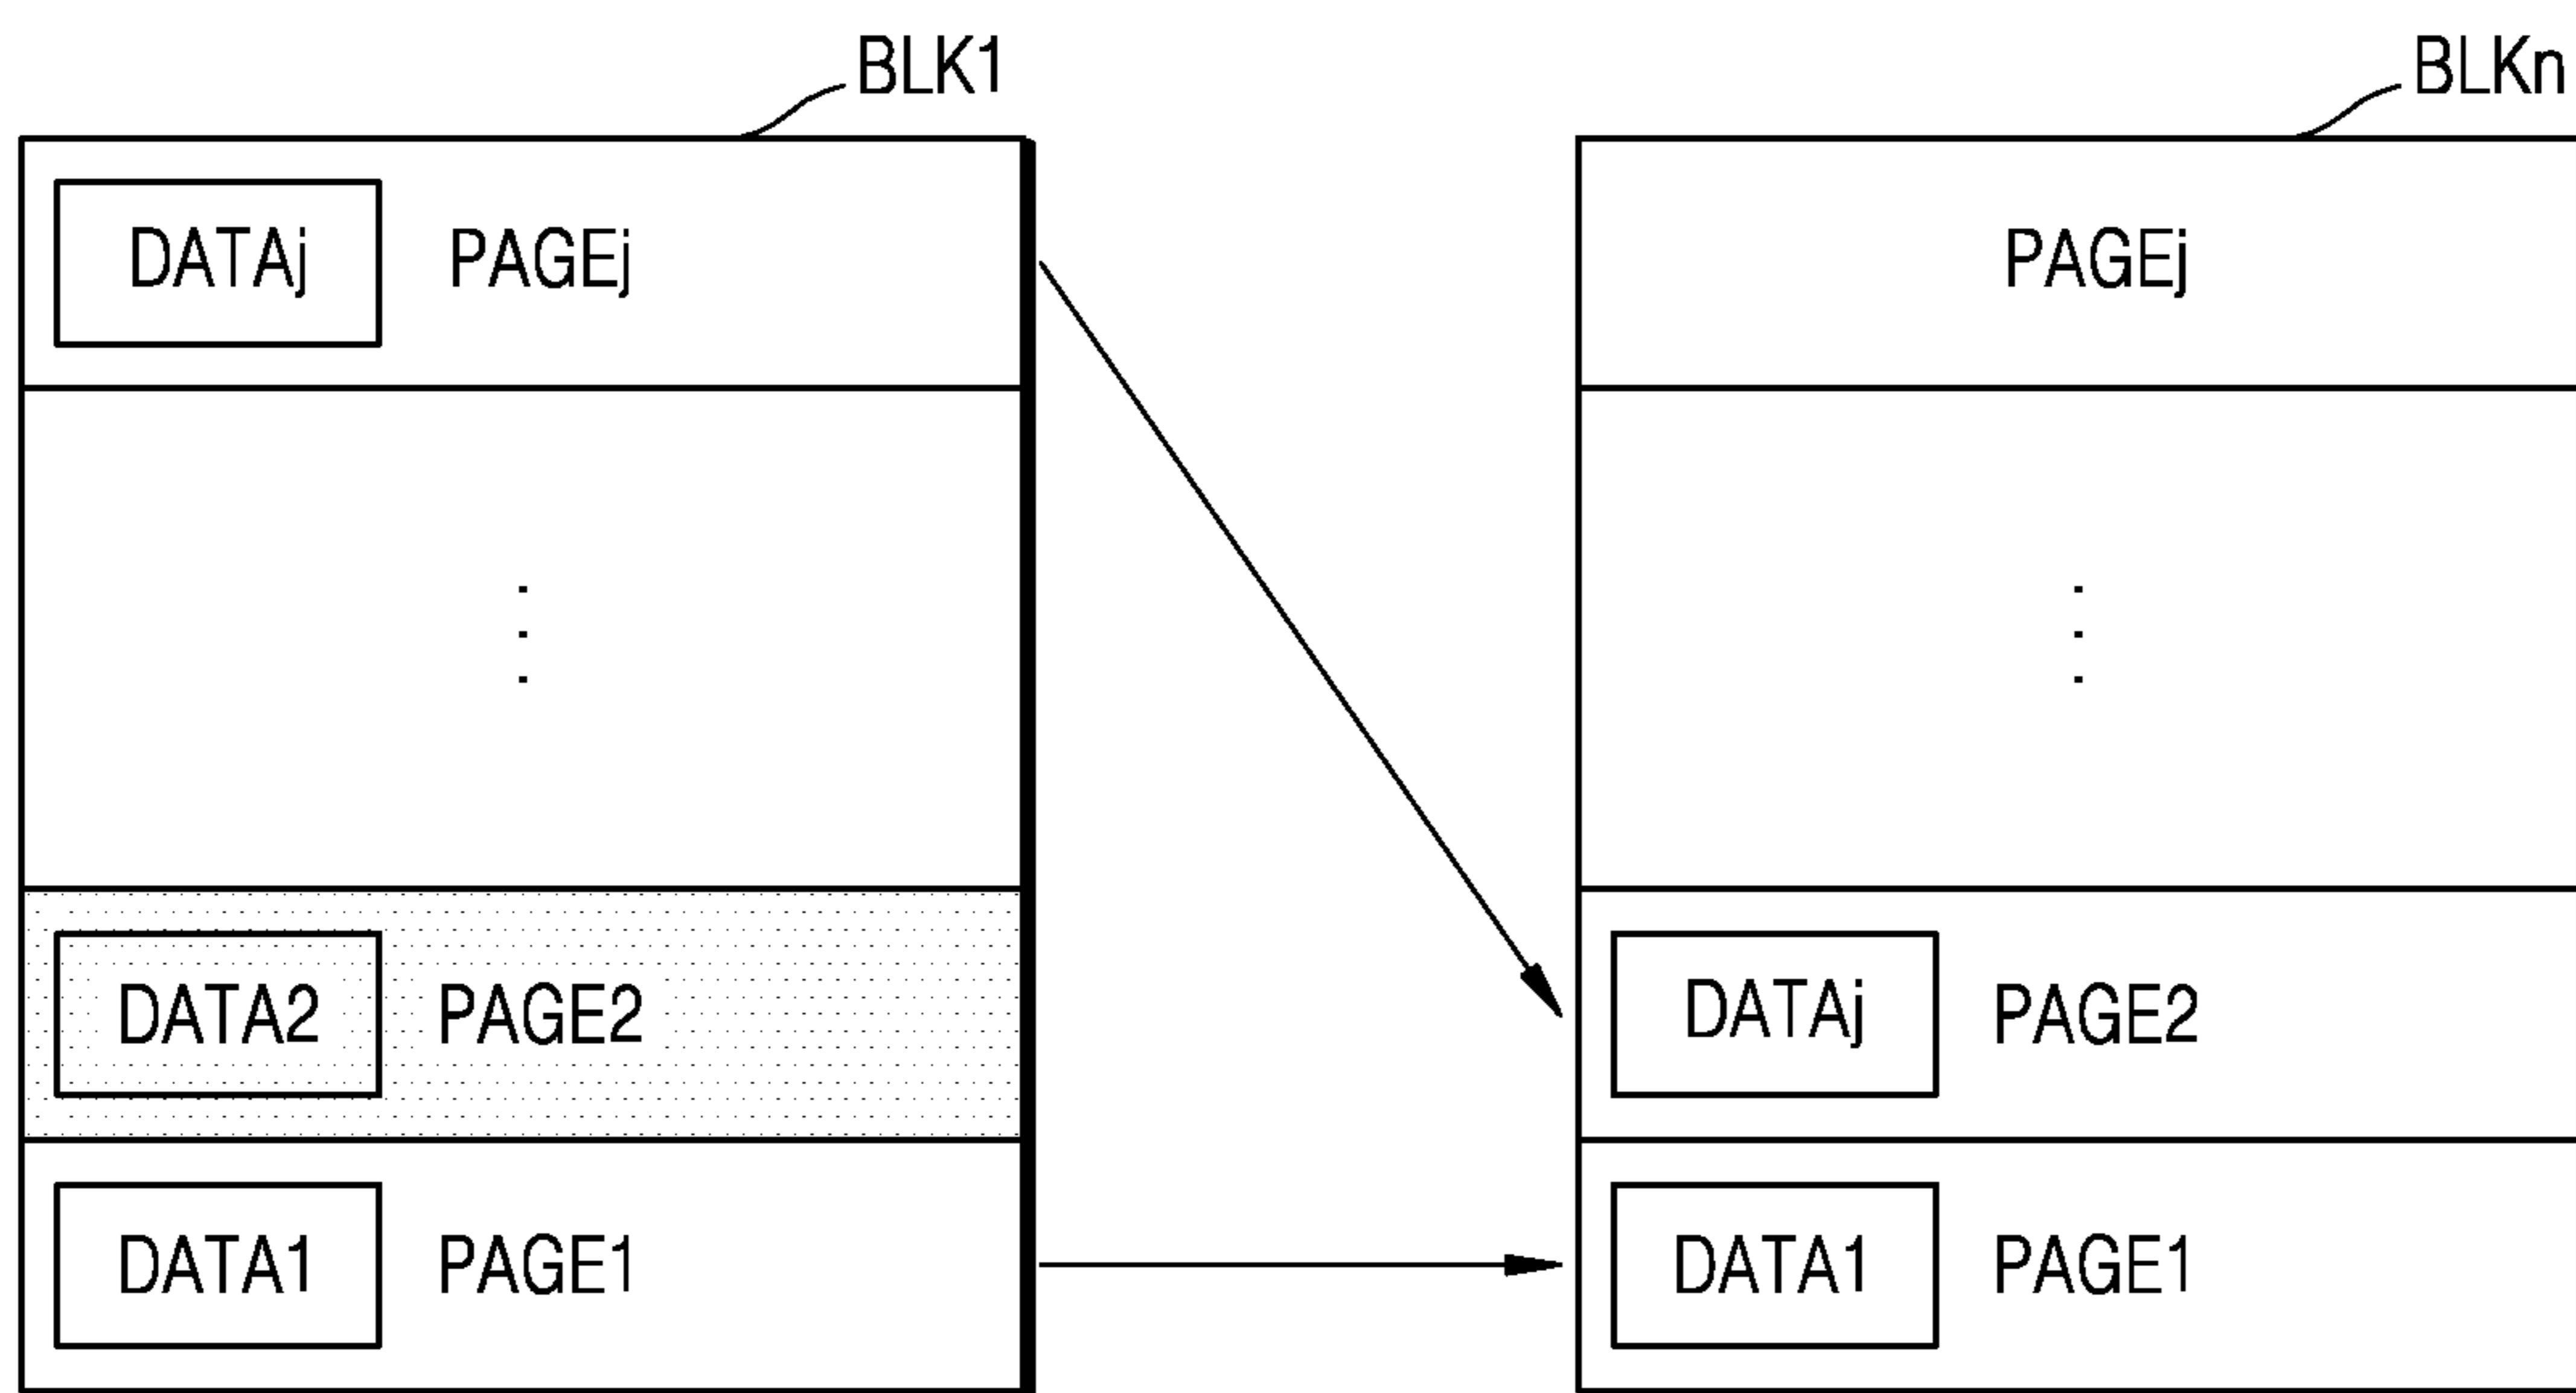 BLK1
DATAj PAGEj
DATA2 PAGE2
DATA1 PAGE1
BLKn
PAGEj
DATAj PAGE2
DATA1 PAGE1